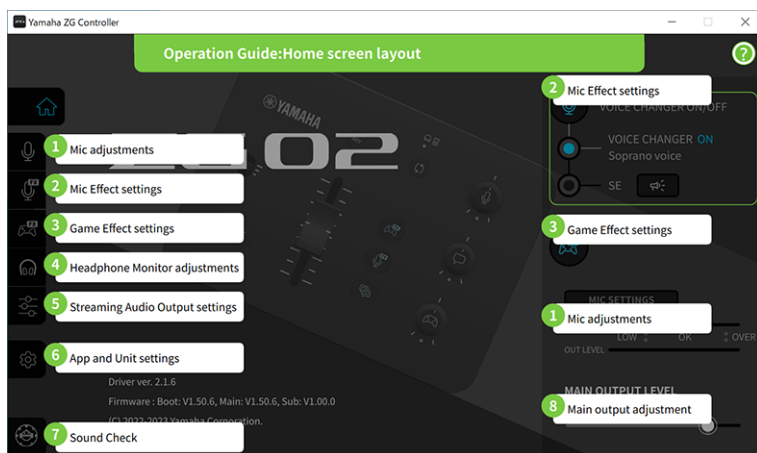 Yamaha ZG Controller
Operation Guide:Home screen layout
?
YAMAHA
ZG02
1 Mic adjustments
2 Mic Effect settings
3 Game Effect settings
4 Headphone Monitor adjustments
5 Streaming Audio Output settings
6 App and Unit settings
Driver ver. 2.1.6
Firmware : Boot: V1.50.6, Main: V1.50.6, Sub: V1.00.0
(C) 2022-2023 Yamaha Corporation.
7 Sound Check
2 Mic Effect settings
VOICE CHANGER ON/OFF
VOICE CHANGER ON
Soprano voice
SE
3 Game Effect settings
MIC SETTINGS
1 Mic adjustments
LOW OK OVER
OUT LEVEL
MAIN OUTPUT LEVEL
8 Main output adjustment